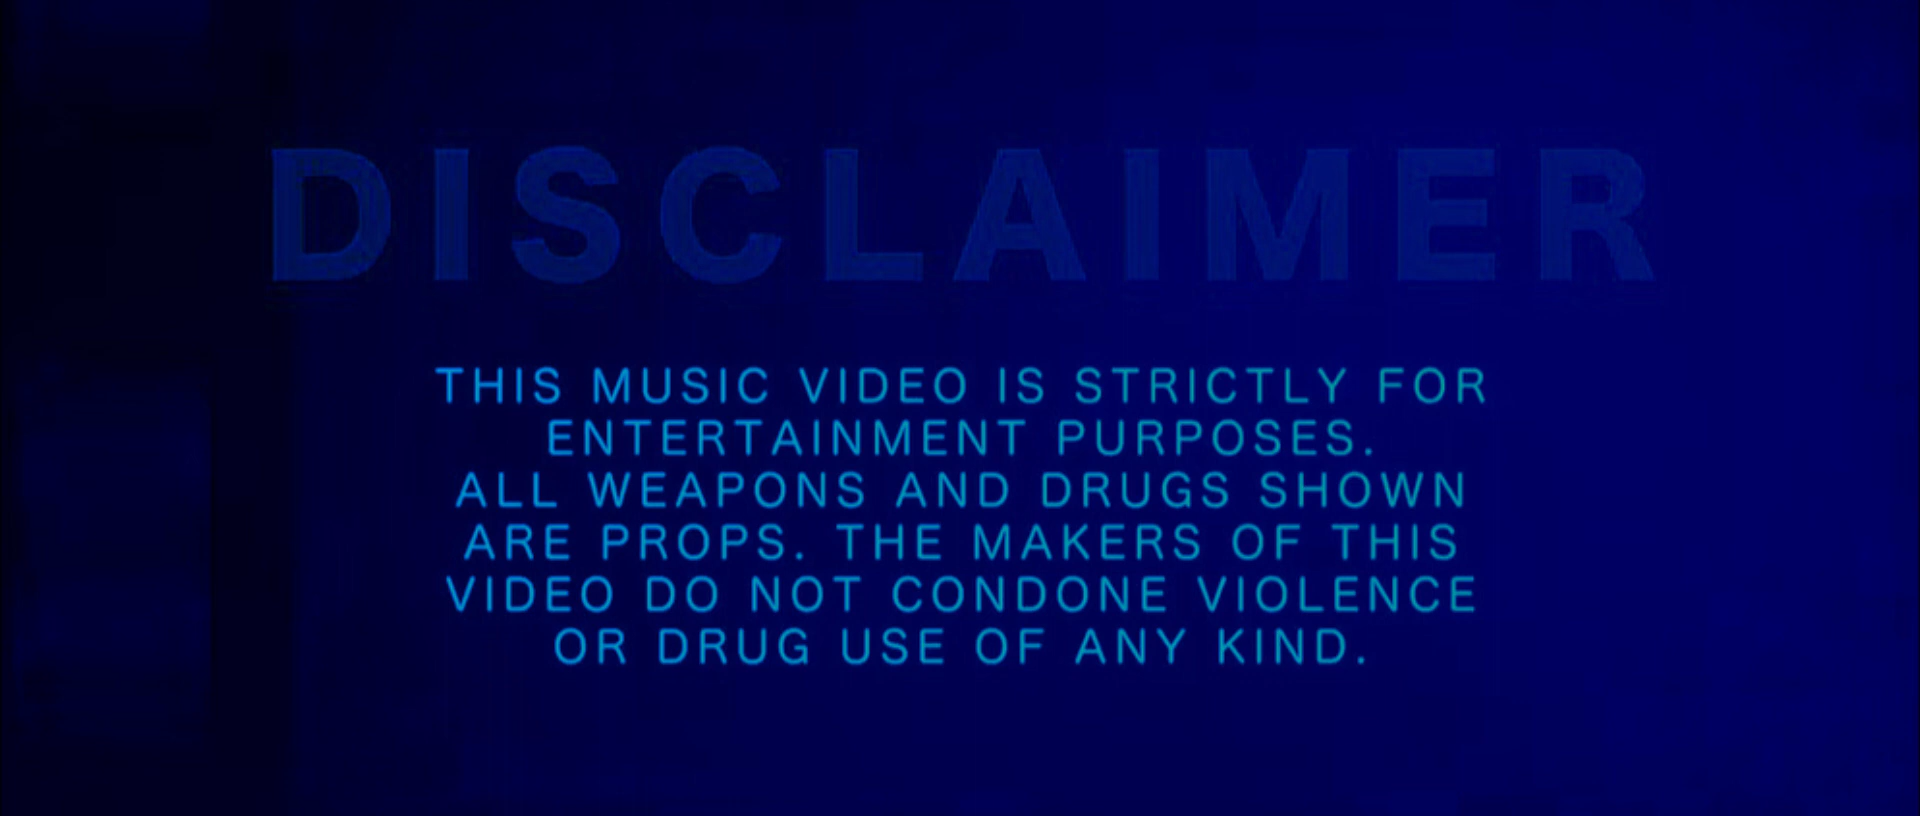 DISCLAIMER
THIS MUSIC VIDEO IS STRICTLY FOR
ENTERTAINMENT PURPOSES.
ALL WEAPONS AND DRUGS SHOWN
ARE PROPS. THE MAKERS OF THIS
VIDEO DO NOT CONDONE VIOLENCE
OR DRUG USE OF ANY KIND.